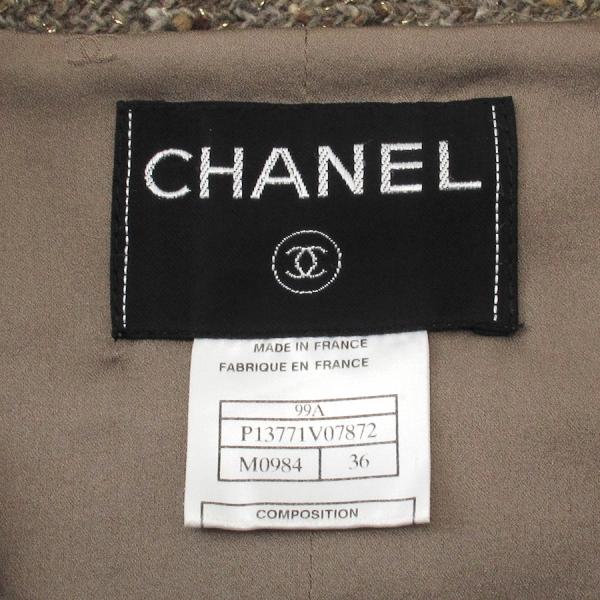 CHANEL
MADE IN FRANCE
FABRIQUE EN FRANCE
99A
P13771V07872
M0984 36
COMPOSITION